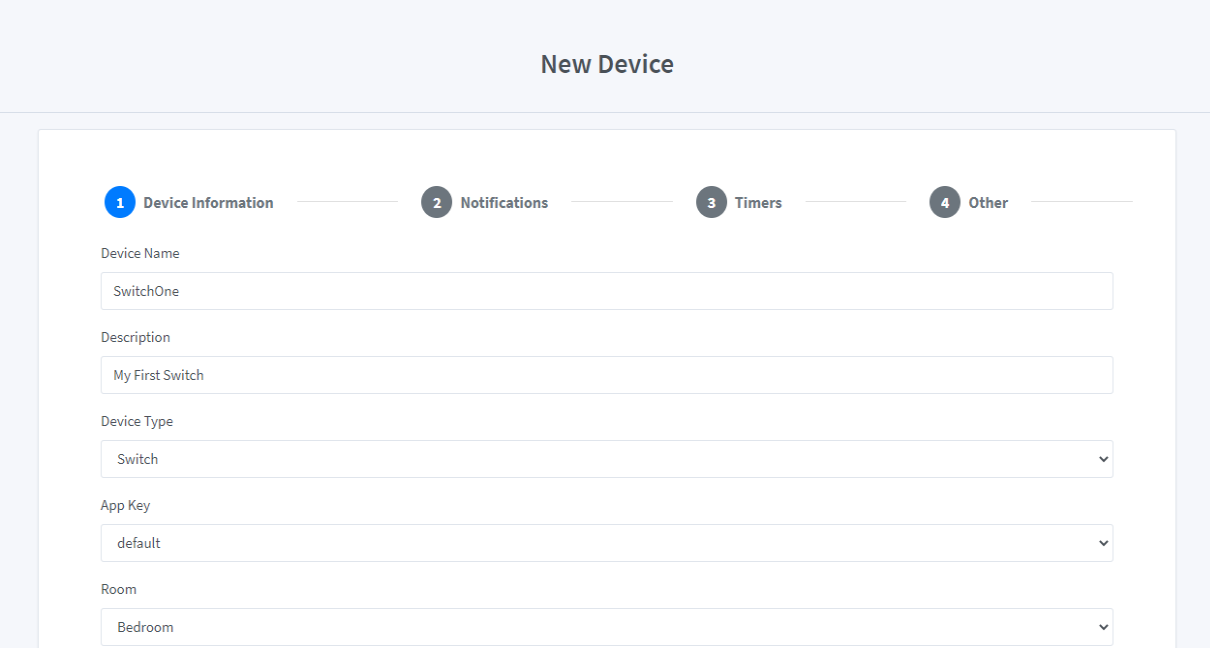 New Device
1 Device Information 2 Notifications 3 Timers 4 Other
Device Name
SwitchOne
Description
My First Switch
Device Type
Switch
App Key
default
Room
Bedroom